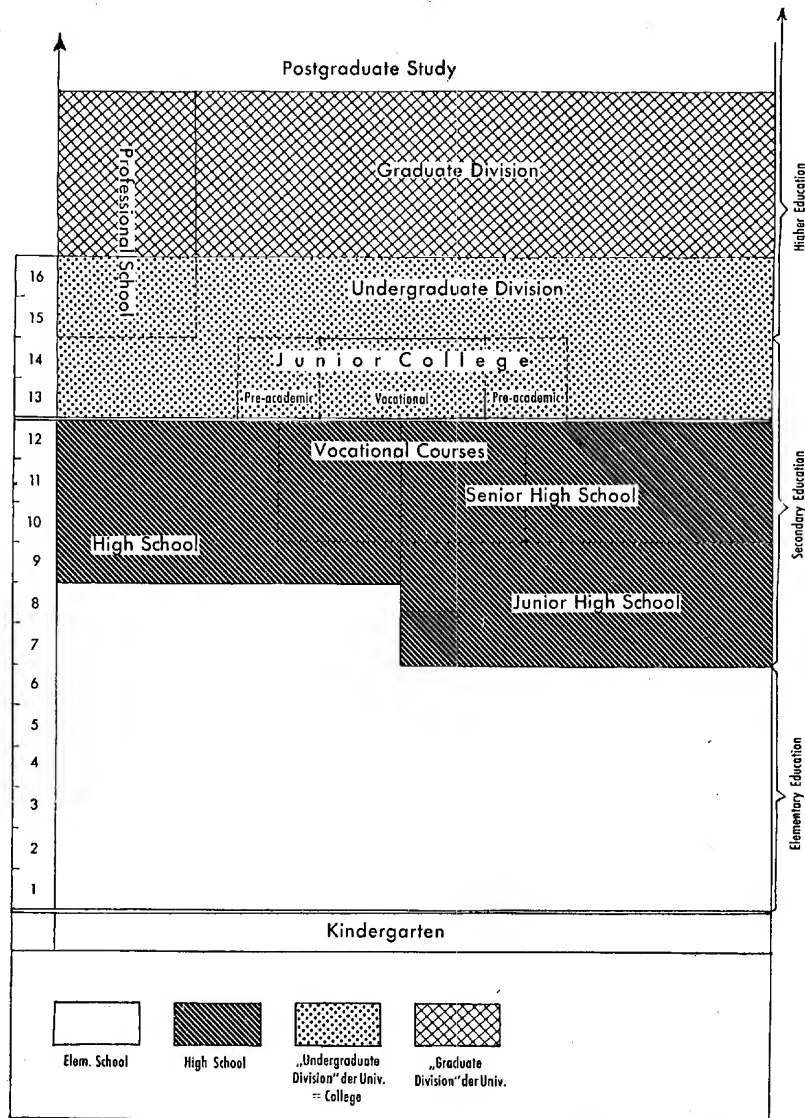 Postgraduate Study
Graduate Division
Professional School
Higher Education
16
Undergraduate Division
15
14
Junior College
13
Pre-academic
Vocational
Pre-academic
12
Vocational Courses
11
Senior High School
Secondary Education
10
High School
9
8
Junior High School
7
6
5
4
Elementary Education
3
2
1
Kindergarten
Elem. School
High School
„Undergraduate
Division" der Univ.
= College
„Graduate
Division" der Univ.